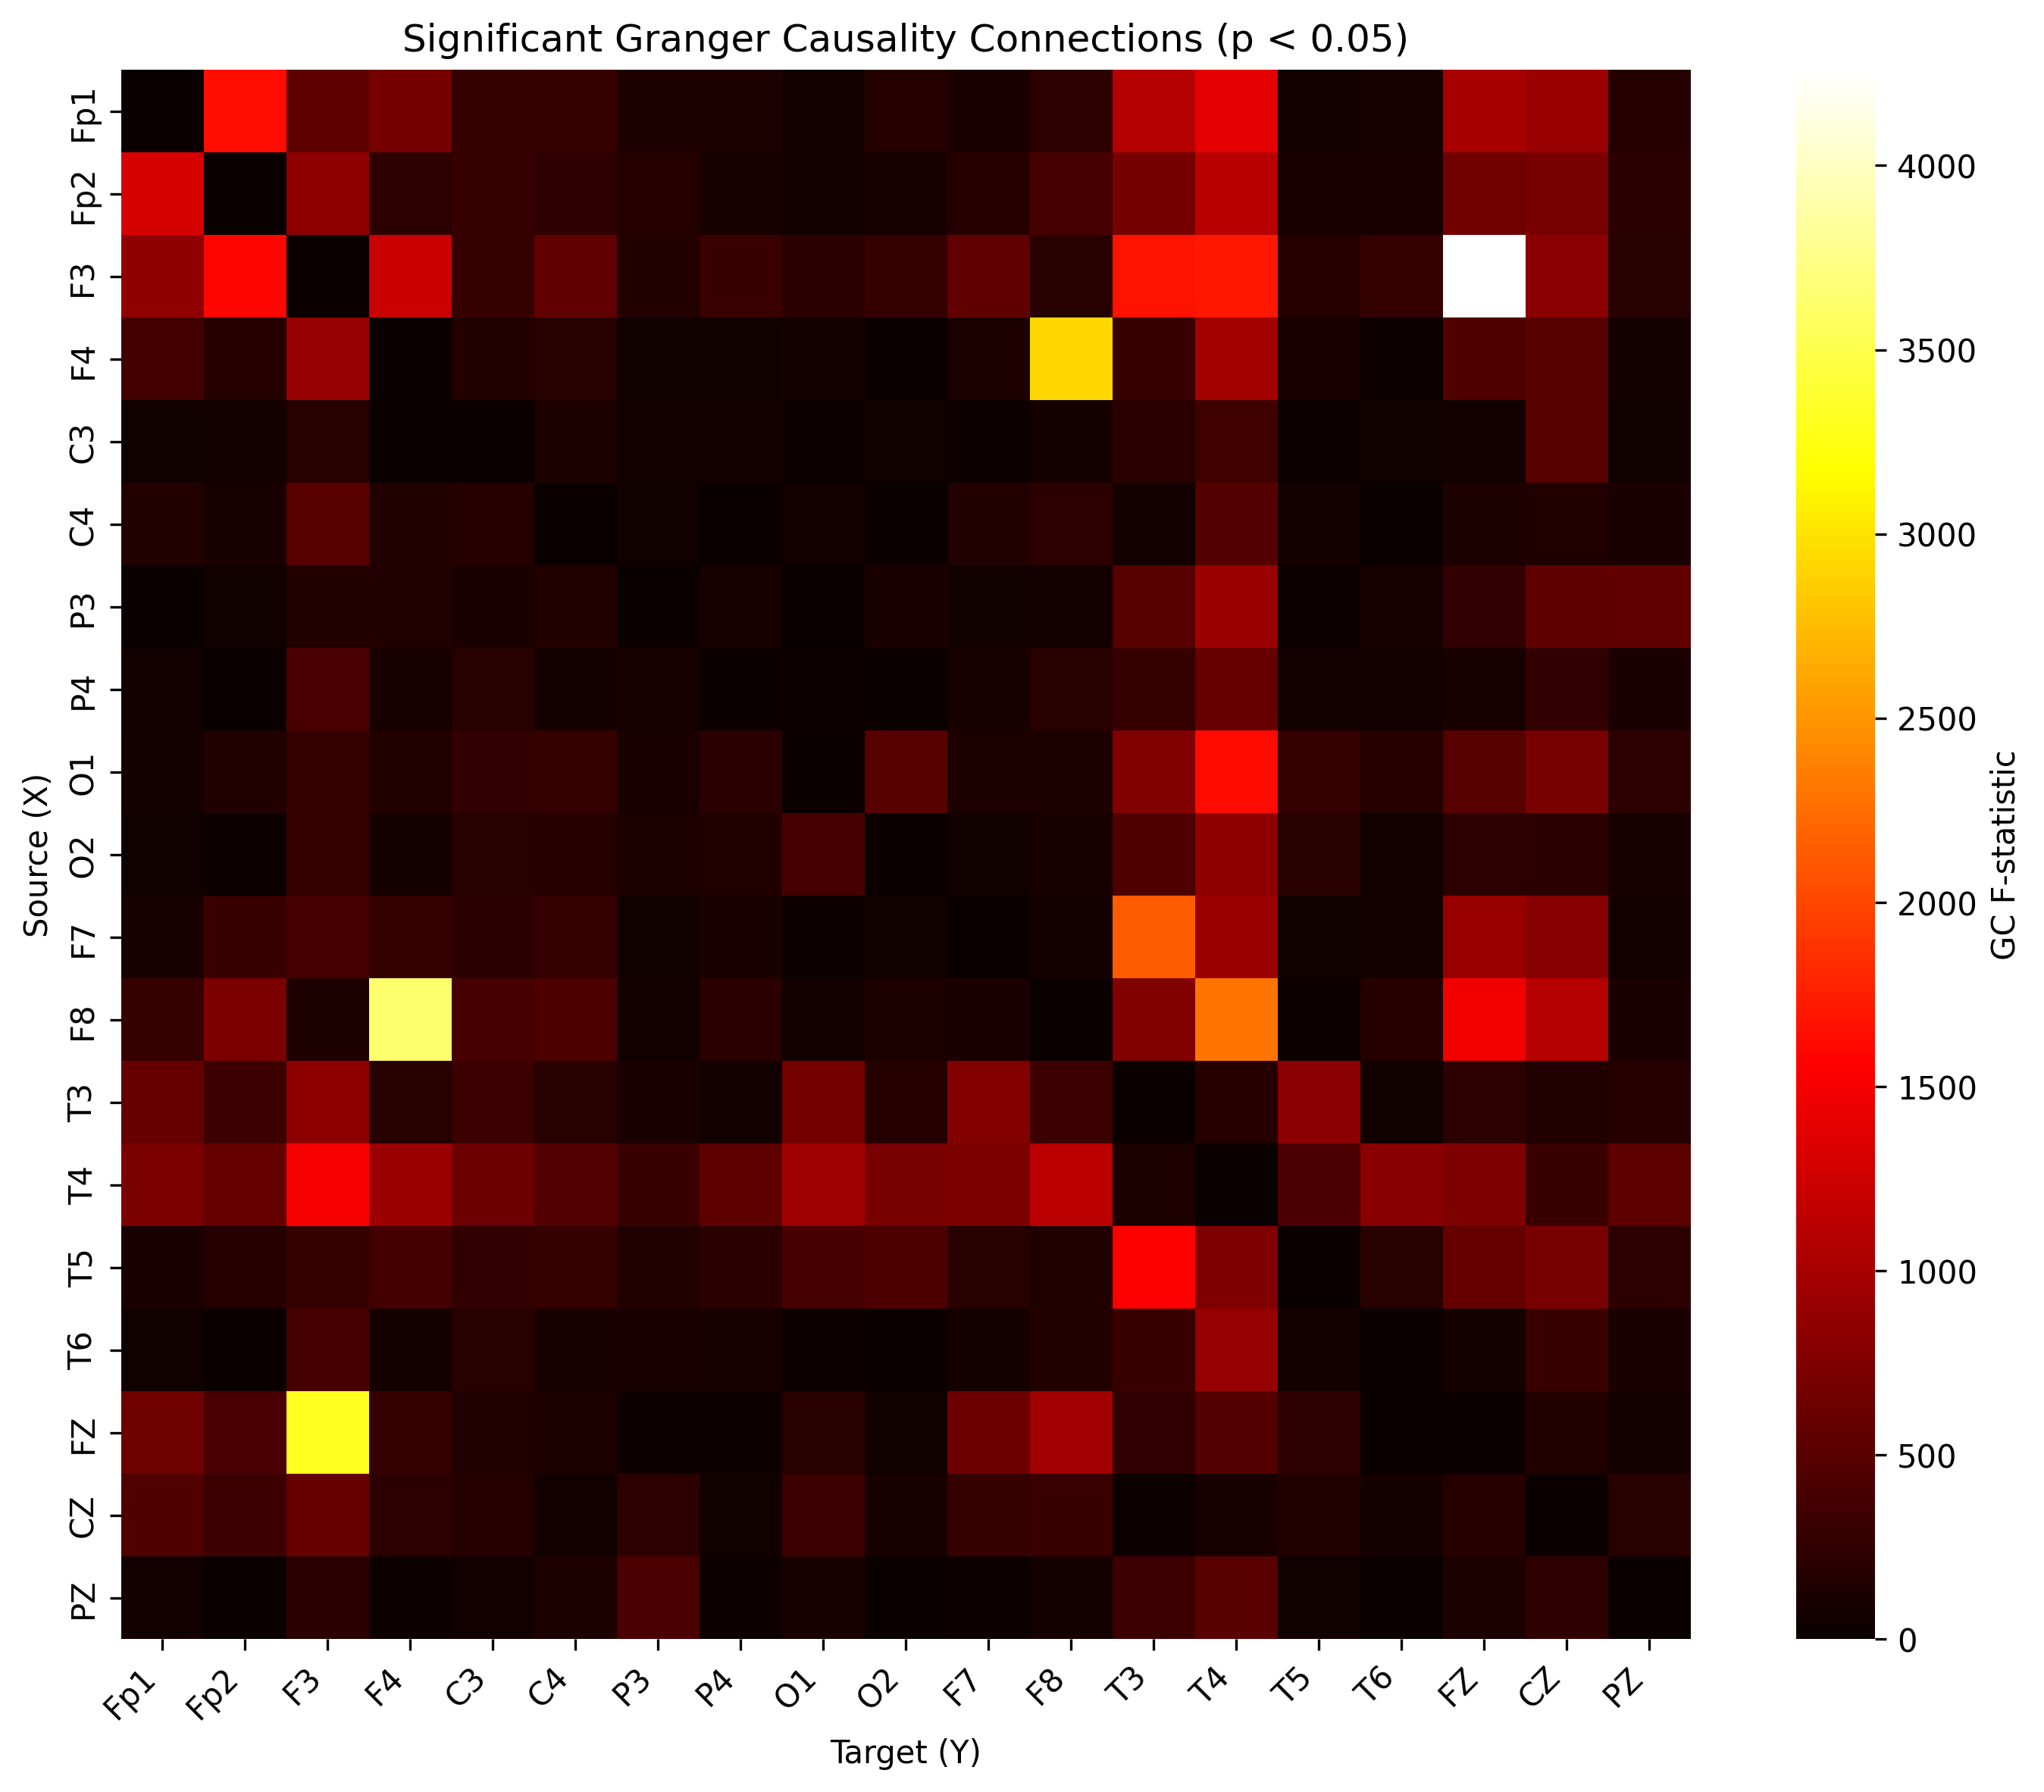 Significant Granger Causality Connections (p < 0.05)
Source (X)
Fp1
Fp2
F3
F4
C3
C4
P3
P4
O1
O2
F7
F8
T3
T4
T5
T6
FZ
CZ
PZ
Fp1 Fp2 F3 F4 C3 C4 P3 P4 O1 O2 F7 F8 T3 T4 T5 T6 FZ CZ PZ
Target (Y)
4000
3500
3000
2500
2000
1500
1000
500
0
GC F-statistic